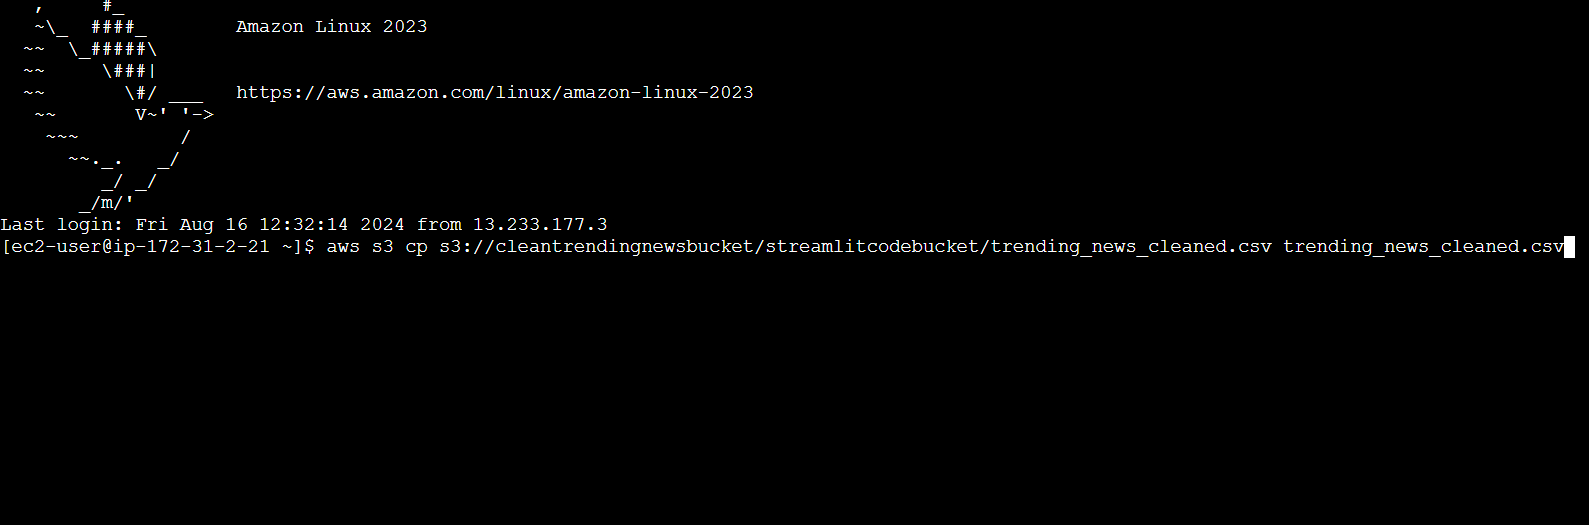 ,     #_
   ~\_  ####_        Amazon Linux 2023
  ~~  \_#####\
  ~~     \###|
  ~~       \#/ ___   https://aws.amazon.com/linux/amazon-linux-2023
   ~~       V~' '->
    ~~~         /
      ~~._.   _/
         _/ _/
       _/m/'
Last login: Fri Aug 16 12:32:14 2024 from 13.233.177.3
[ec2-user@ip-172-31-2-21 ~]$ aws s3 cp s3://cleantrendingnewsbucket/streamlitcodebucket/trending_news_cleaned.csv trending_news_cleaned.csv